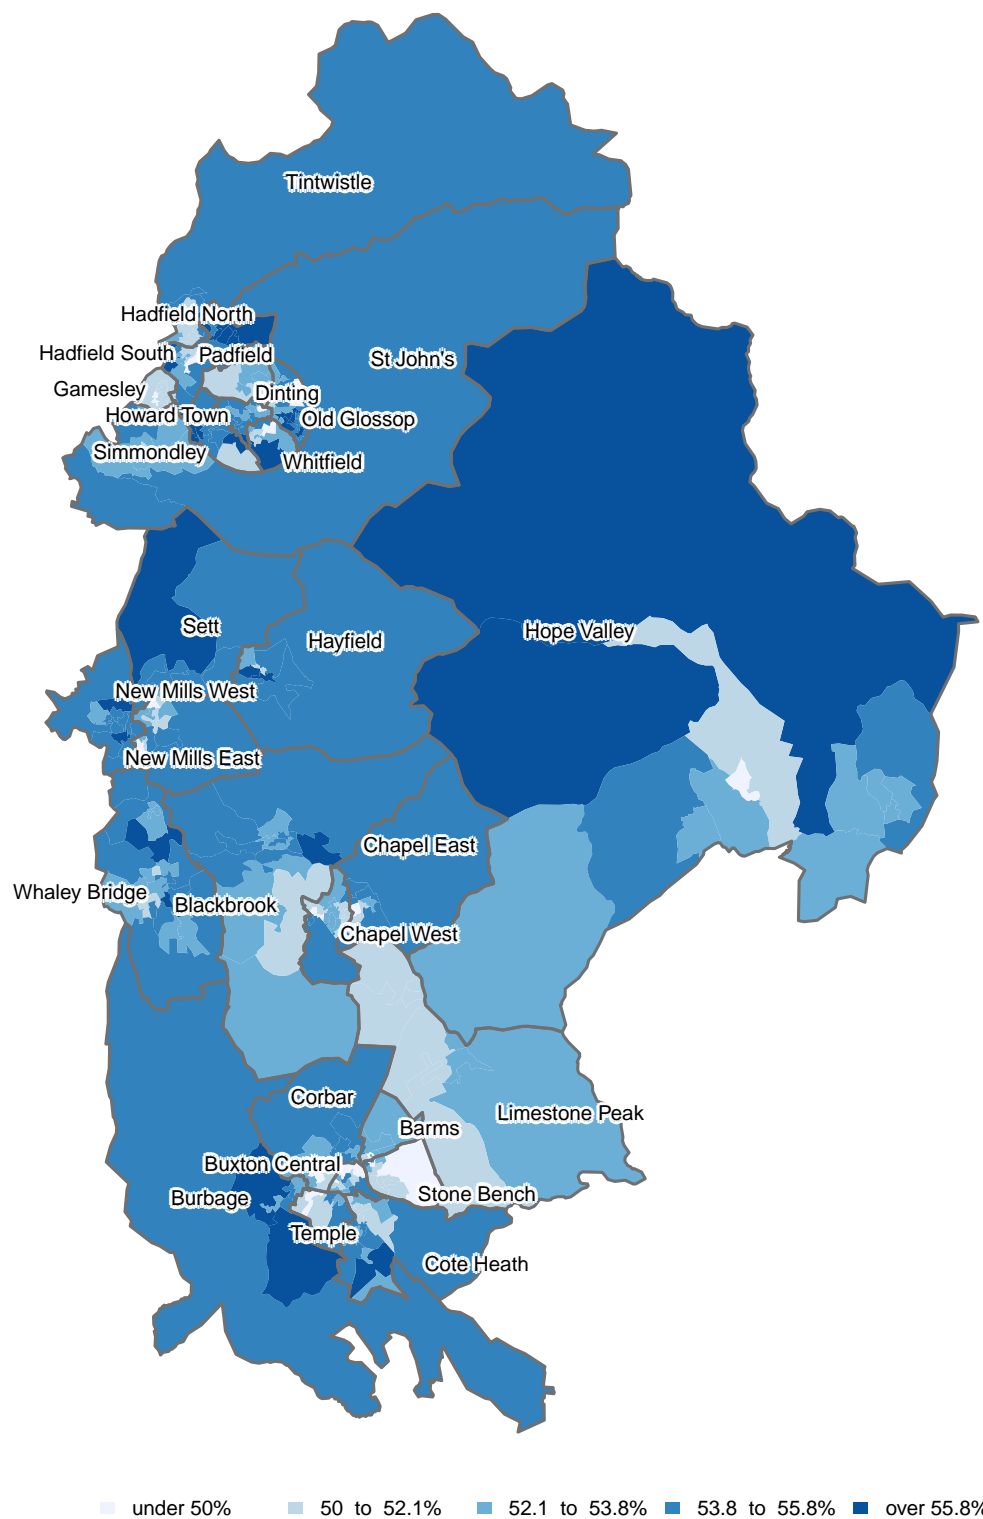 Tintwistle
Hadfield North
Hadfield South
Padfield
St John's
Gamesley
Dinting
Howard Town
Old Glossop
Simmondley
Whitfield
Sett
Hope Valley
Hayfield
New Mills West
New Mills East
Chapel East
Whaley Bridge
Blackbrook
Chapel West
Corbar
Limestone Peak
Barms
Buxton Central
Burbage
Stone Bench
Temple
Cote Heath
under 50% 50 to 52.1% 52.1 to 53.8% 53.8 to 55.8% over 55.8%